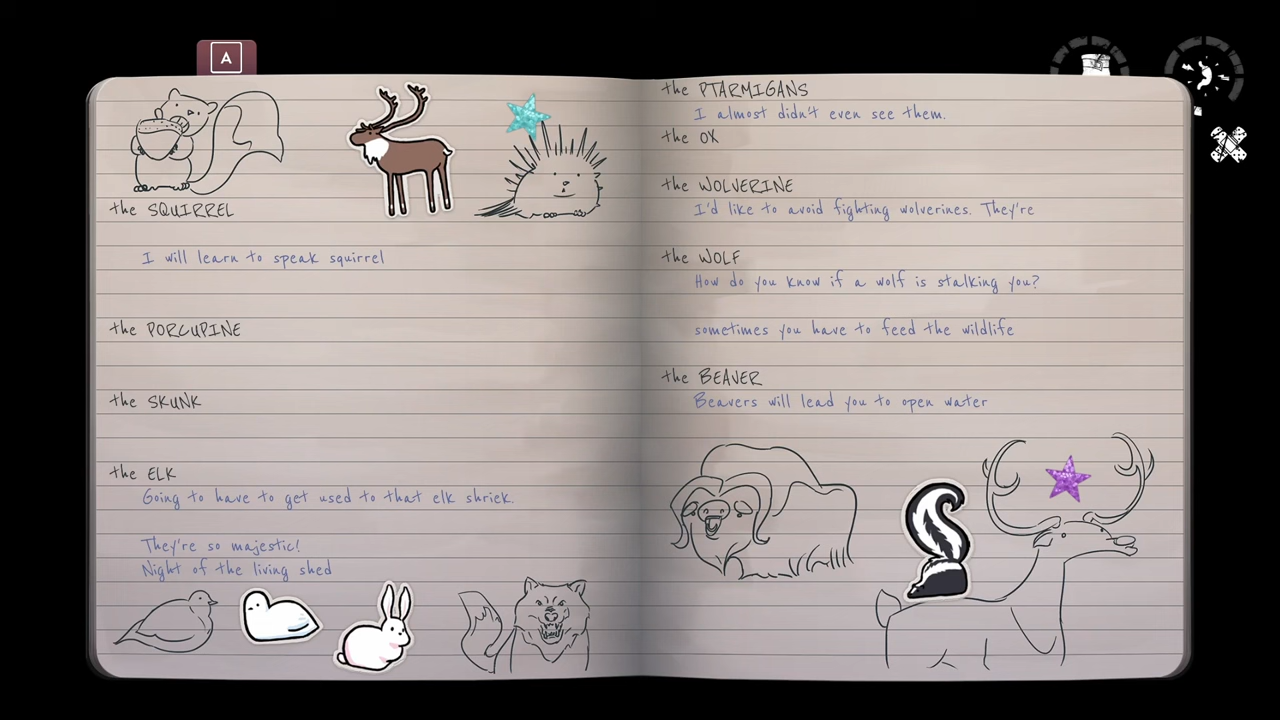 A
the SQUIRREL
I will learn to speak squirrel
the PORCUPINE
the SKUNK
the ELK
Going to have to get used to that elk shriek.
They're so majestic!
Night of the living shed
the PTARMIGANS
I almost didn't even see them.
the OX
the WOLVERINE
I'd like to avoid fighting wolverines. They're
the WOLF
How do you know if a wolf is stalking you?
sometimes you have to feed the wildlife
the BEAVER
Beavers will lead you to open water